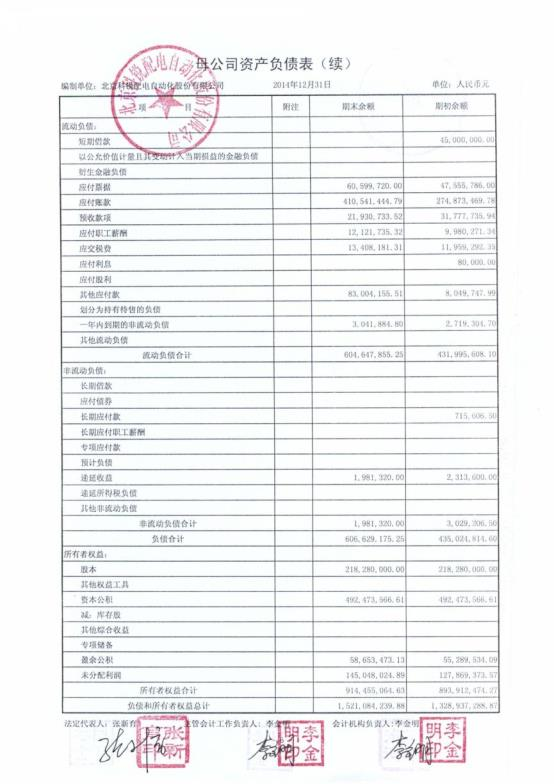 母公司资产负债表（续）
编制单位：北京科锐配电自动化股份有限公司 2014年12月31日 单位：人民币元
项 目 附注 期末余额 期初余额
流动负债：
短期借款 45,000,000.00
以公允价值计量且其变动计入当期损益的金融负债
衍生金融负债
应付票据 60,599,720.00 47,555,786.00
应付账款 410,541,444.79 274,873,469.78
预收款项 21,930,733.52 31,777,735.94
应付职工薪酬 12,121,735.32 9,980,271.34
应交税费 13,408,181.31 11,959,292.35
应付利息 80,000.00
应付股利
其他应付款 83,004,155.51 8,049,747.99
划分为持有待售的负债
一年内到期的非流动负债 3,041,884.80 2,719,304.70
其他流动负债
流动负债合计 604,647,855.25 431,995,608.10
非流动负债：
长期借款
应付债券
长期应付款 715,606.50
长期应付职工薪酬
专项应付款
预计负债
递延收益 1,981,320.00 2,313,600.00
递延所得税负债
其他非流动负债
非流动负债合计 1,981,320.00 3,029,206.50
负债合计 606,629,175.25 435,024,814.60
所有者权益：
股本 218,280,000.00 218,280,000.00
其他权益工具
资本公积 492,473,566.61 492,473,566.61
减：库存股
其他综合收益
专项储备
盈余公积 58,653,473.13 55,289,534.09
未分配利润 145,048,024.89 127,869,373.57
所有者权益合计 914,455,064.63 893,912,474.27
负债和所有者权益总计 1,521,084,239.88 1,328,937,288.87
法定代表人：张新育 主管会计工作负责人：李金明 会计机构负责人：李金明
北京科锐配电自动化股份有限公司
李金明印
李金明印